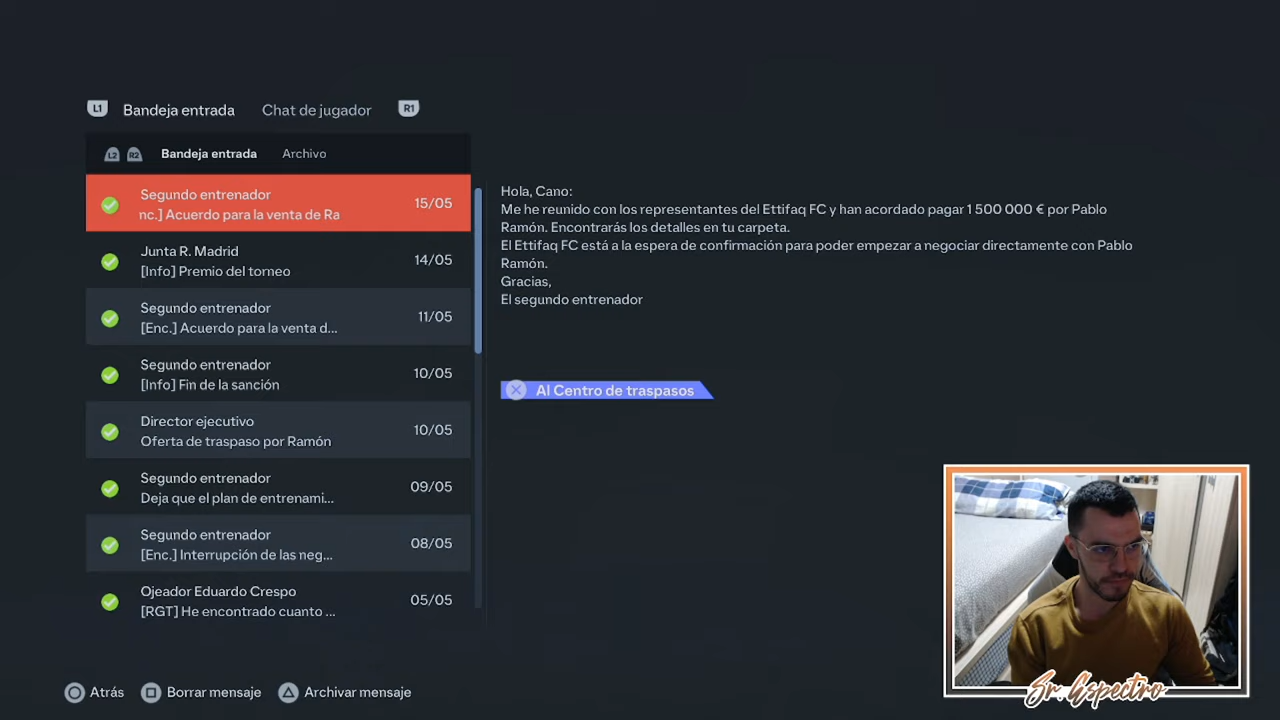 L1 Bandeja entrada Chat de jugador R1
L2 R2 Bandeja entrada Archivo
Segundo entrenador 15/05
nc.] Acuerdo para la venta de Ra
Junta R. Madrid 14/05
[Info] Premio del torneo
Segundo entrenador 11/05
[Enc.] Acuerdo para la venta d...
Segundo entrenador 10/05
[Info] Fin de la sanción
Director ejecutivo 10/05
Oferta de traspaso por Ramón
Segundo entrenador 09/05
Deja que el plan de entrenami...
Segundo entrenador 08/05
[Enc.] Interrupción de las neg...
Ojeador Eduardo Crespo 05/05
[RGT] He encontrado cuanto ...
Hola, Cano:
Me he reunido con los representantes del Ettifaq FC y han acordado pagar 1 500 000 € por Pablo
Ramón. Encontrarás los detalles en tu carpeta.
El Ettifaq FC está a la espera de confirmación para poder empezar a negociar directamente con Pablo
Ramón.
Gracias,
El segundo entrenador
Al Centro de traspasos
Sr. Aspectro
Atrás Borrar mensaje Archivar mensaje